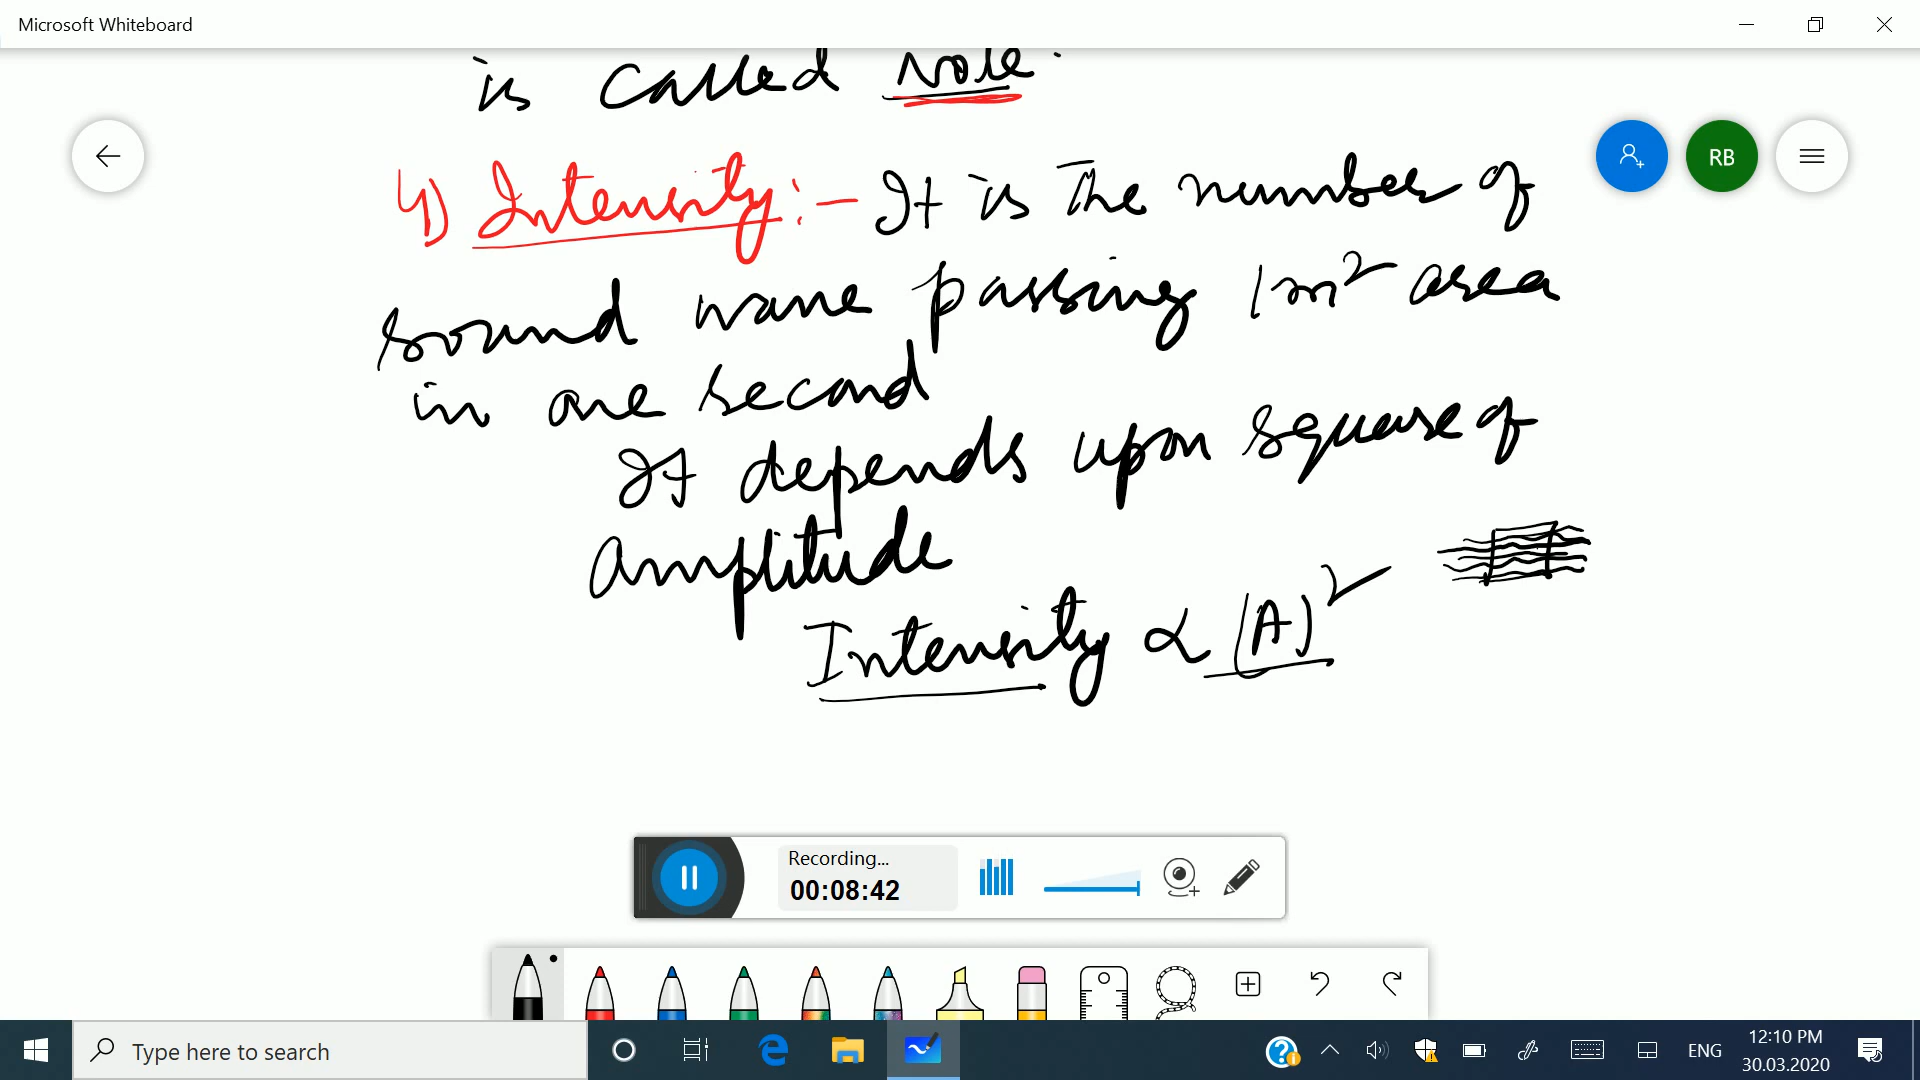 Microsoft Whiteboard
is called Note.
RB
4) Intensity :- It is the number of
sound wave passing 1m² area
in one second
It depends upon square of
amplitude
Intensity ∝ (A)²
Recording...
00:08:42
Type here to search
ENG
12:10 PM
30.03.2020